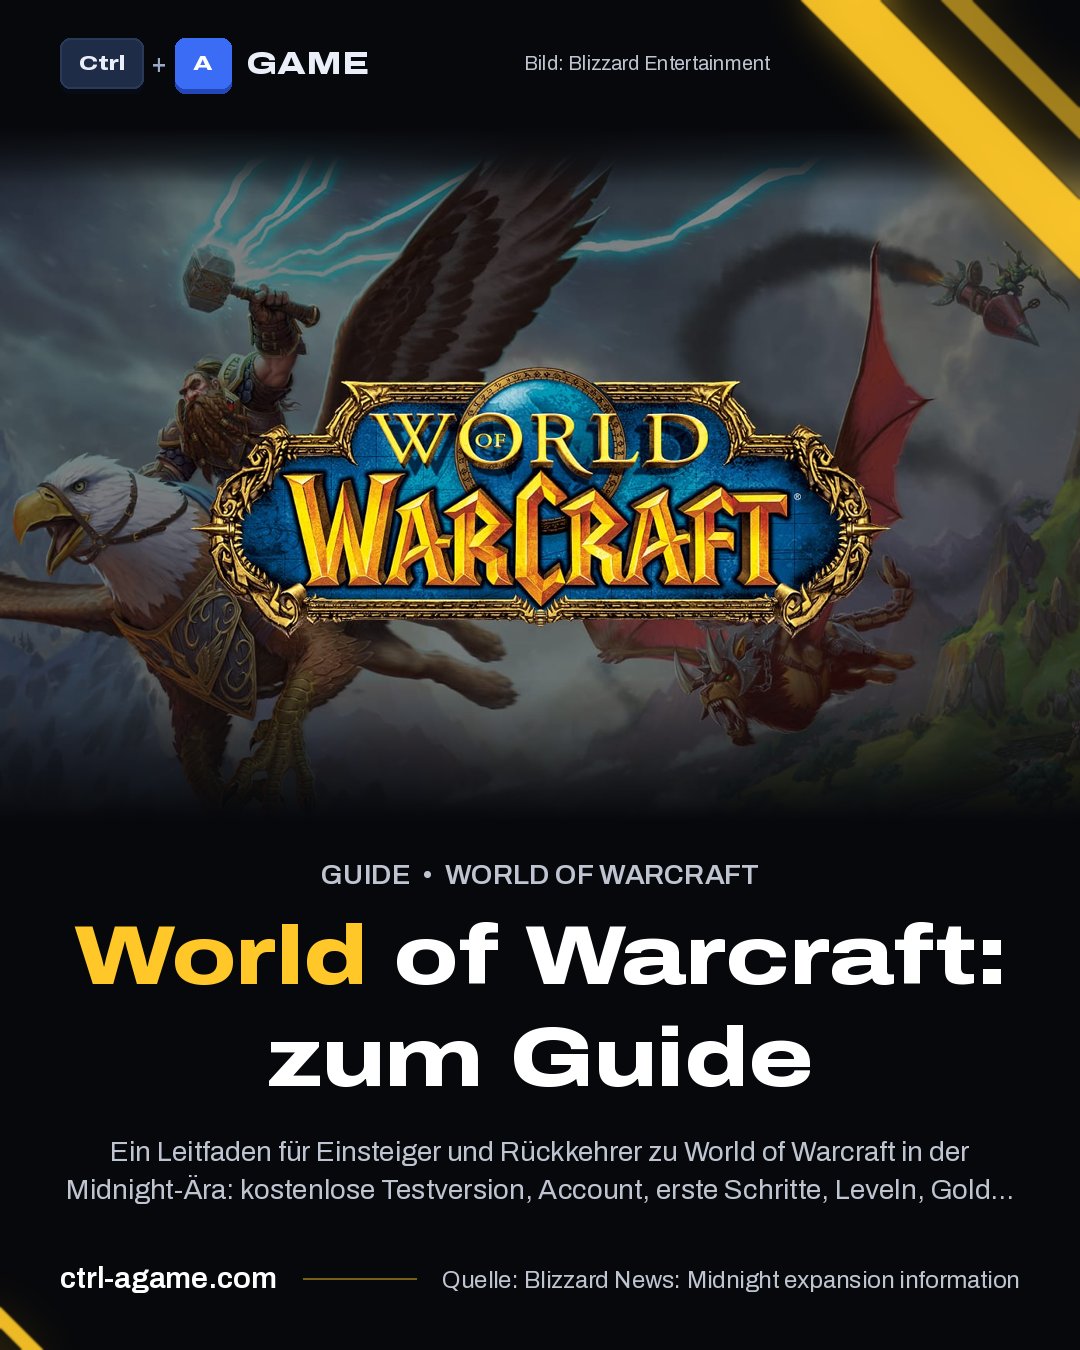 Ctrl + A GAME
Bild: Blizzard Entertainment
WORLD
OF
WARCRAFT
®
GUIDE • WORLD OF WARCRAFT
World of Warcraft:
zum Guide
Ein Leitfaden für Einsteiger und Rückkehrer zu World of Warcraft in der
Midnight-Ära: kostenlose Testversion, Account, erste Schritte, Leveln, Gold...
ctrl-agame.com
Quelle: Blizzard News: Midnight expansion information